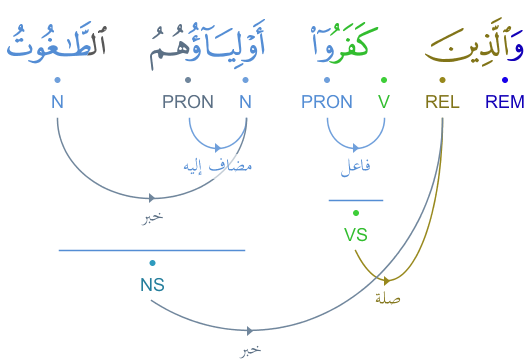 وَٱلَّذِينَ كَفَرُوٓا۟ أَوْلِيَآؤُهُمُ ٱلطَّٰغُوتُ
REM REL V PRON N PRON N
فاعل مضاف إليه
خبر
VS
NS
صلة
خبر